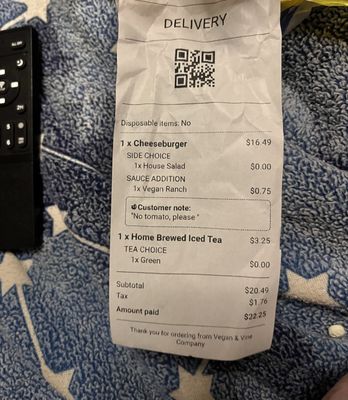 DELIVERY
Disposable items: No
1 x Cheeseburger $16.49
SIDE CHOICE
1x House Salad $0.00
SAUCE ADDITION
1x Vegan Ranch $0.75
Customer note:
"No tomato, please "
1 x Home Brewed Iced Tea $3.25
TEA CHOICE
1x Green $0.00
Subtotal $20.49
Tax $1.76
Amount paid $22.25
Thank you for ordering from Vegan & Vine
Company